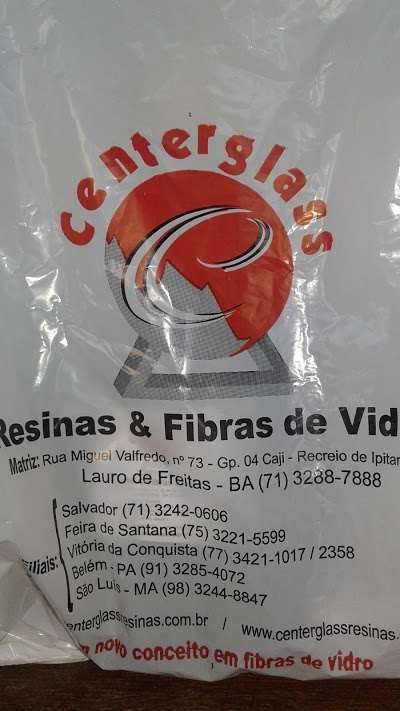 centerglass
Resinas & Fibras de Vid
Matriz: Rua Miguel Valfredo, nº 73 - Gp. 04 Caji - Recreio de Ipitan
Lauro de Freitas - BA (71) 3288-7888
iliais:
Salvador (71) 3242-0606
Feira de Santana (75) 3221-5599
Vitória da Conquista (77) 3421-1017 / 2358
Belém - PA (91) 3285-4072
São Luis - MA (98) 3244-8847
enterglassresinas.com.br / www.centerglassresinas.
m novo conceito em fibras de vidro